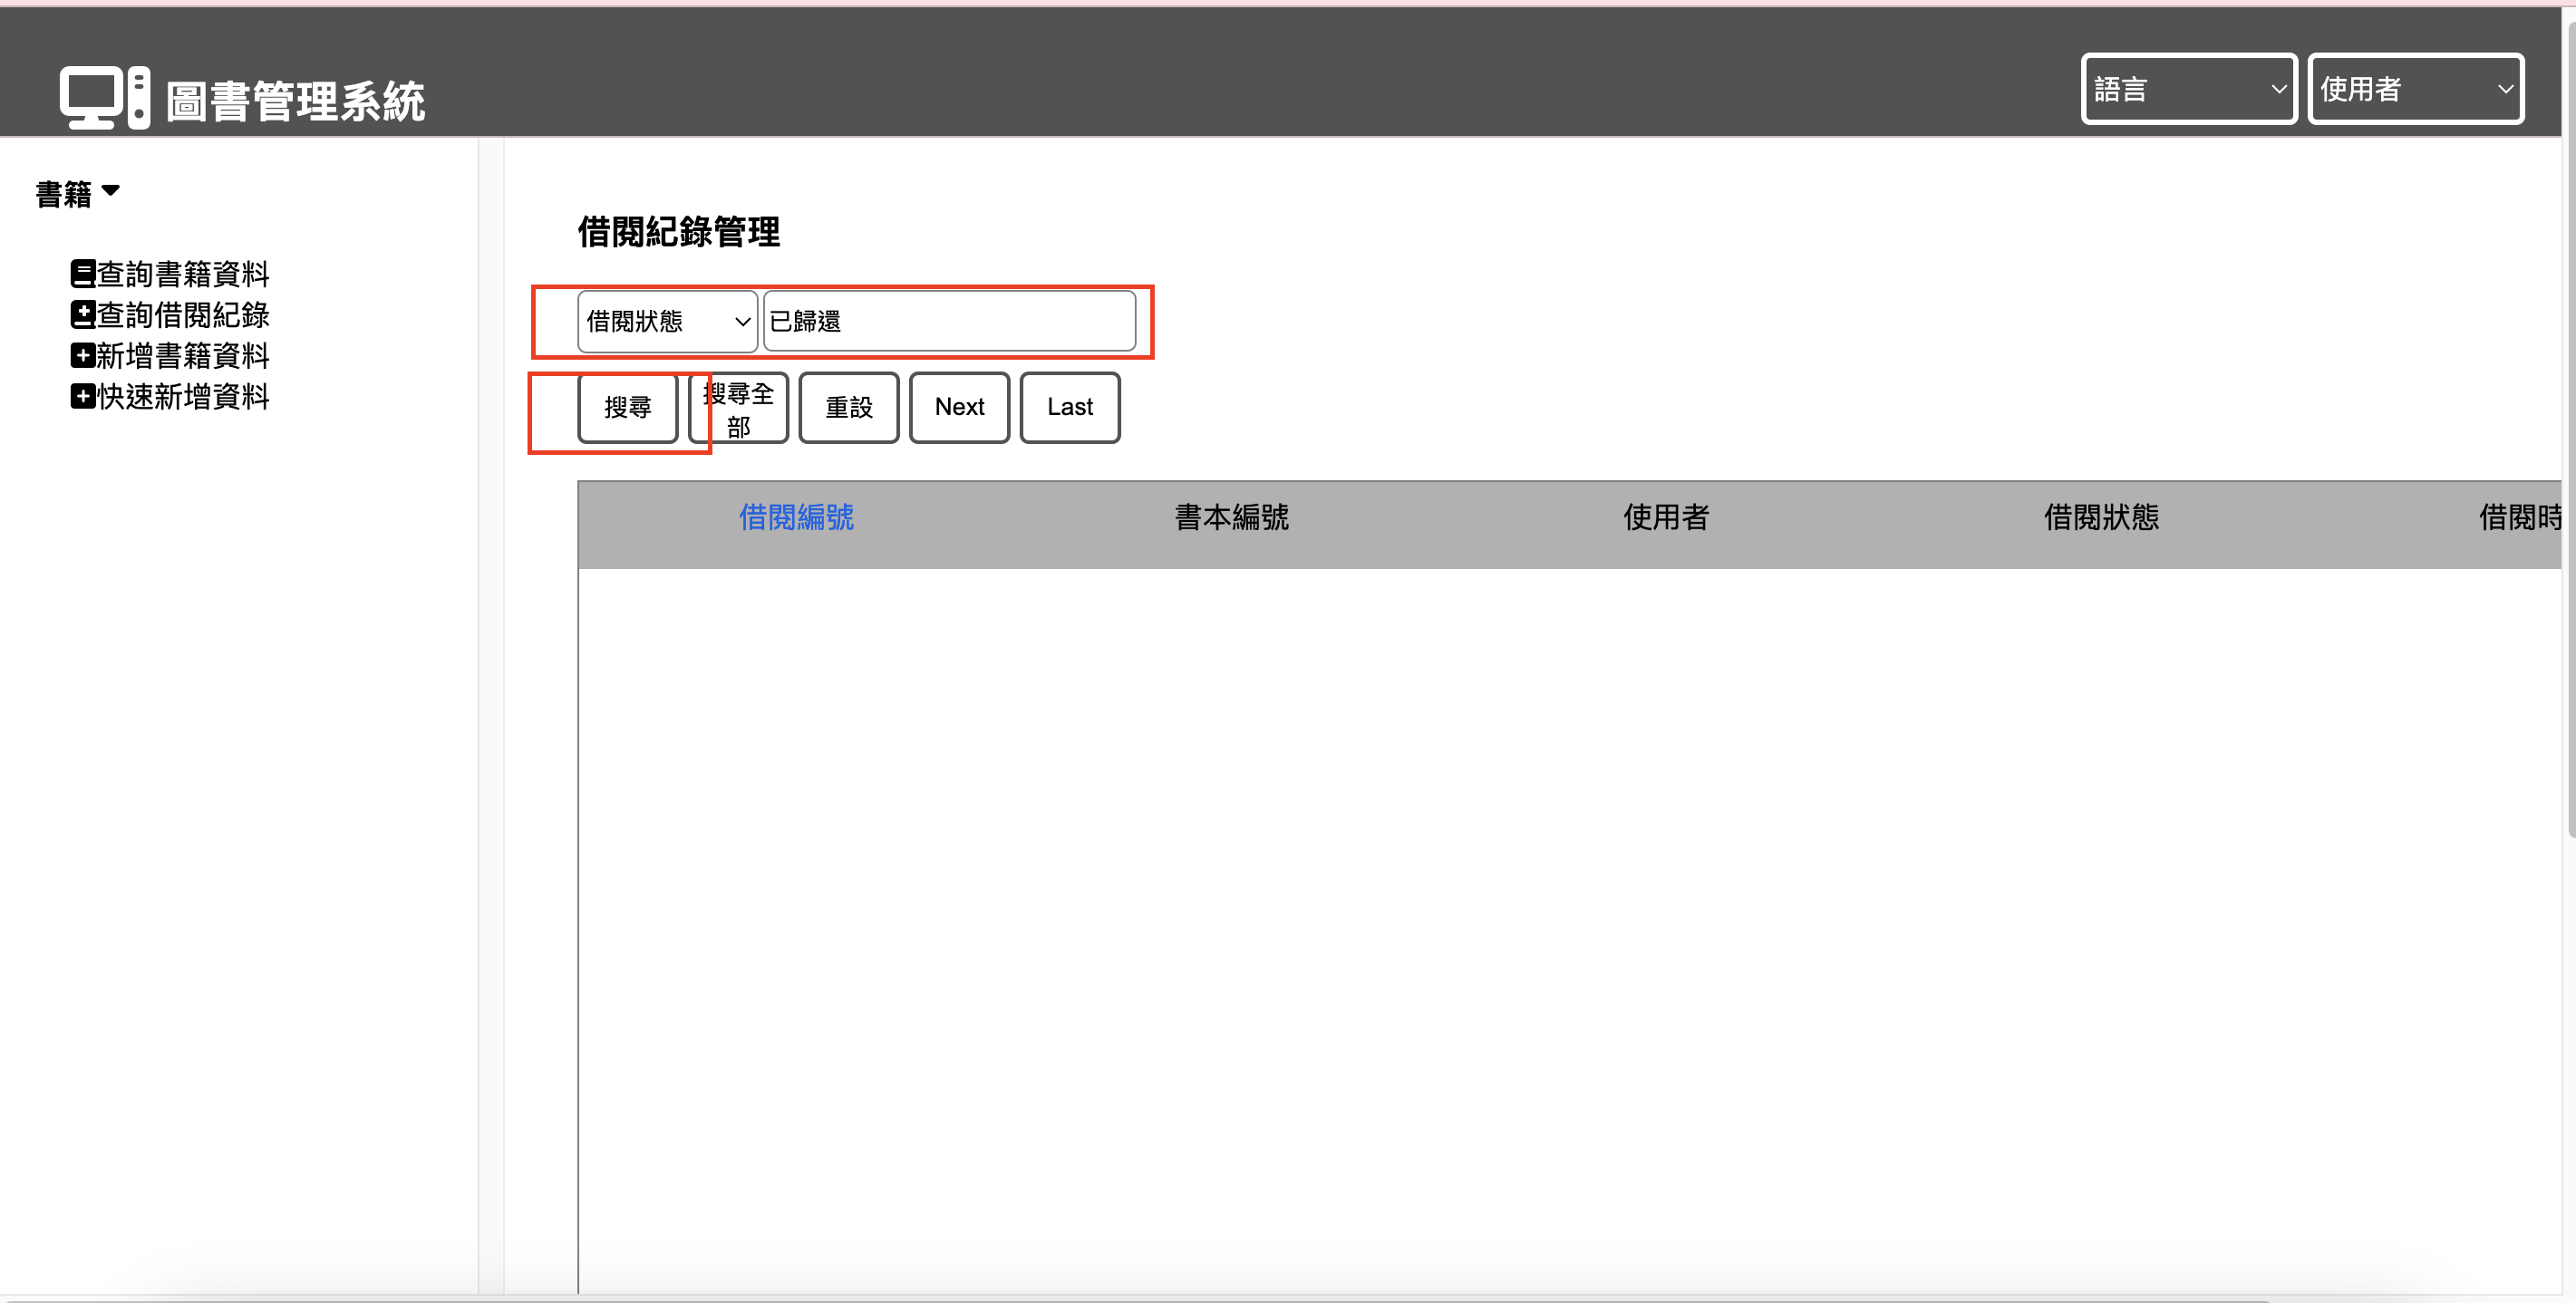 圖書管理系統
語言
使用者
書籍
查詢書籍資料
查詢借閱紀錄
新增書籍資料
快速新增資料
借閱紀錄管理
借閱狀態
已歸還
搜尋
搜尋全
部
重設
Next
Last
借閱編號
書本編號
使用者
借閱狀態
借閱時